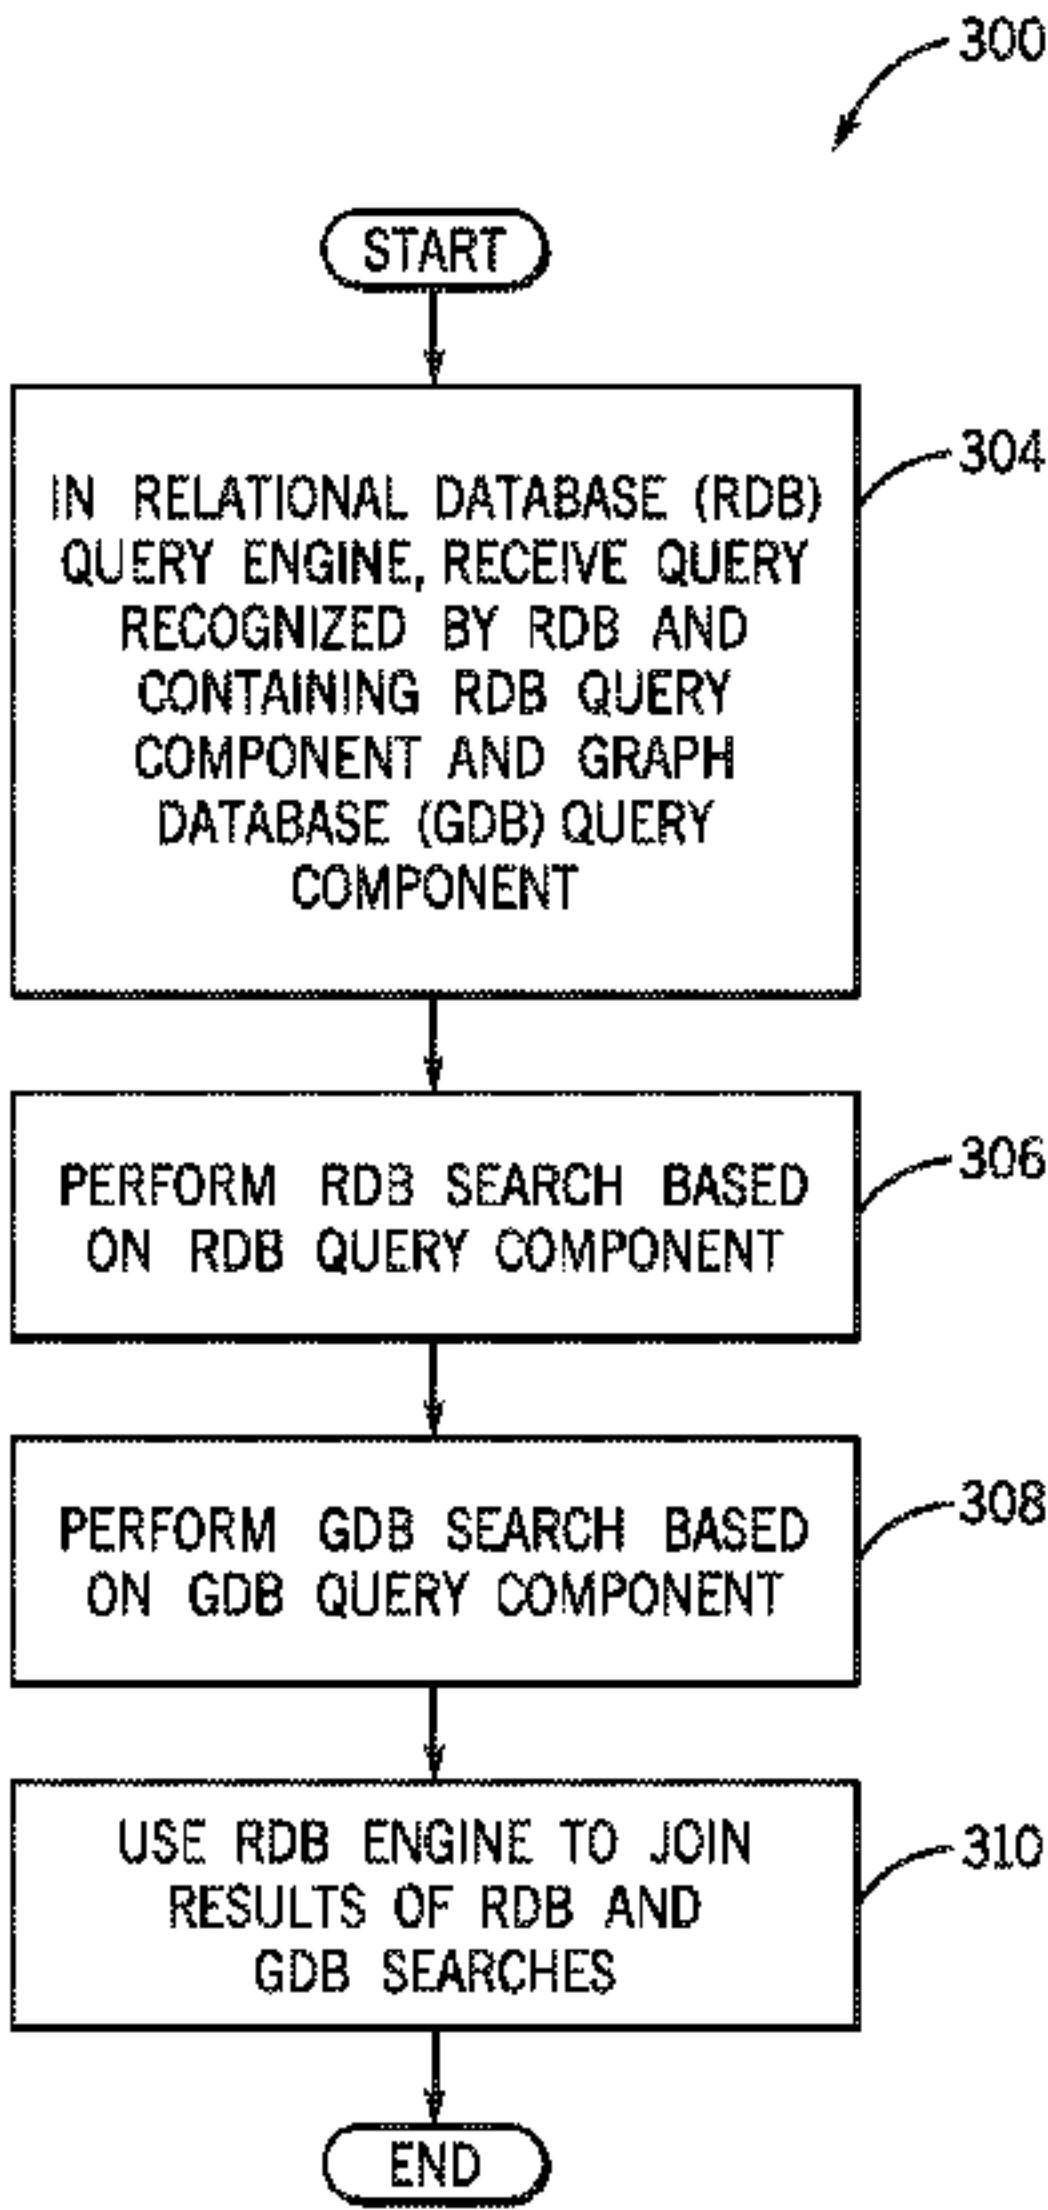 300
START
304
IN RELATIONAL DATABASE (RDB)
QUERY ENGINE, RECEIVE QUERY
RECOGNIZED BY RDB AND
CONTAINING RDB QUERY
COMPONENT AND GRAPH
DATABASE (GDB) QUERY
COMPONENT
306
PERFORM RDB SEARCH BASED
ON RDB QUERY COMPONENT
308
PERFORM GDB SEARCH BASED
ON GDB QUERY COMPONENT
310
USE RDB ENGINE TO JOIN
RESULTS OF RDB AND
GDB SEARCHES
END